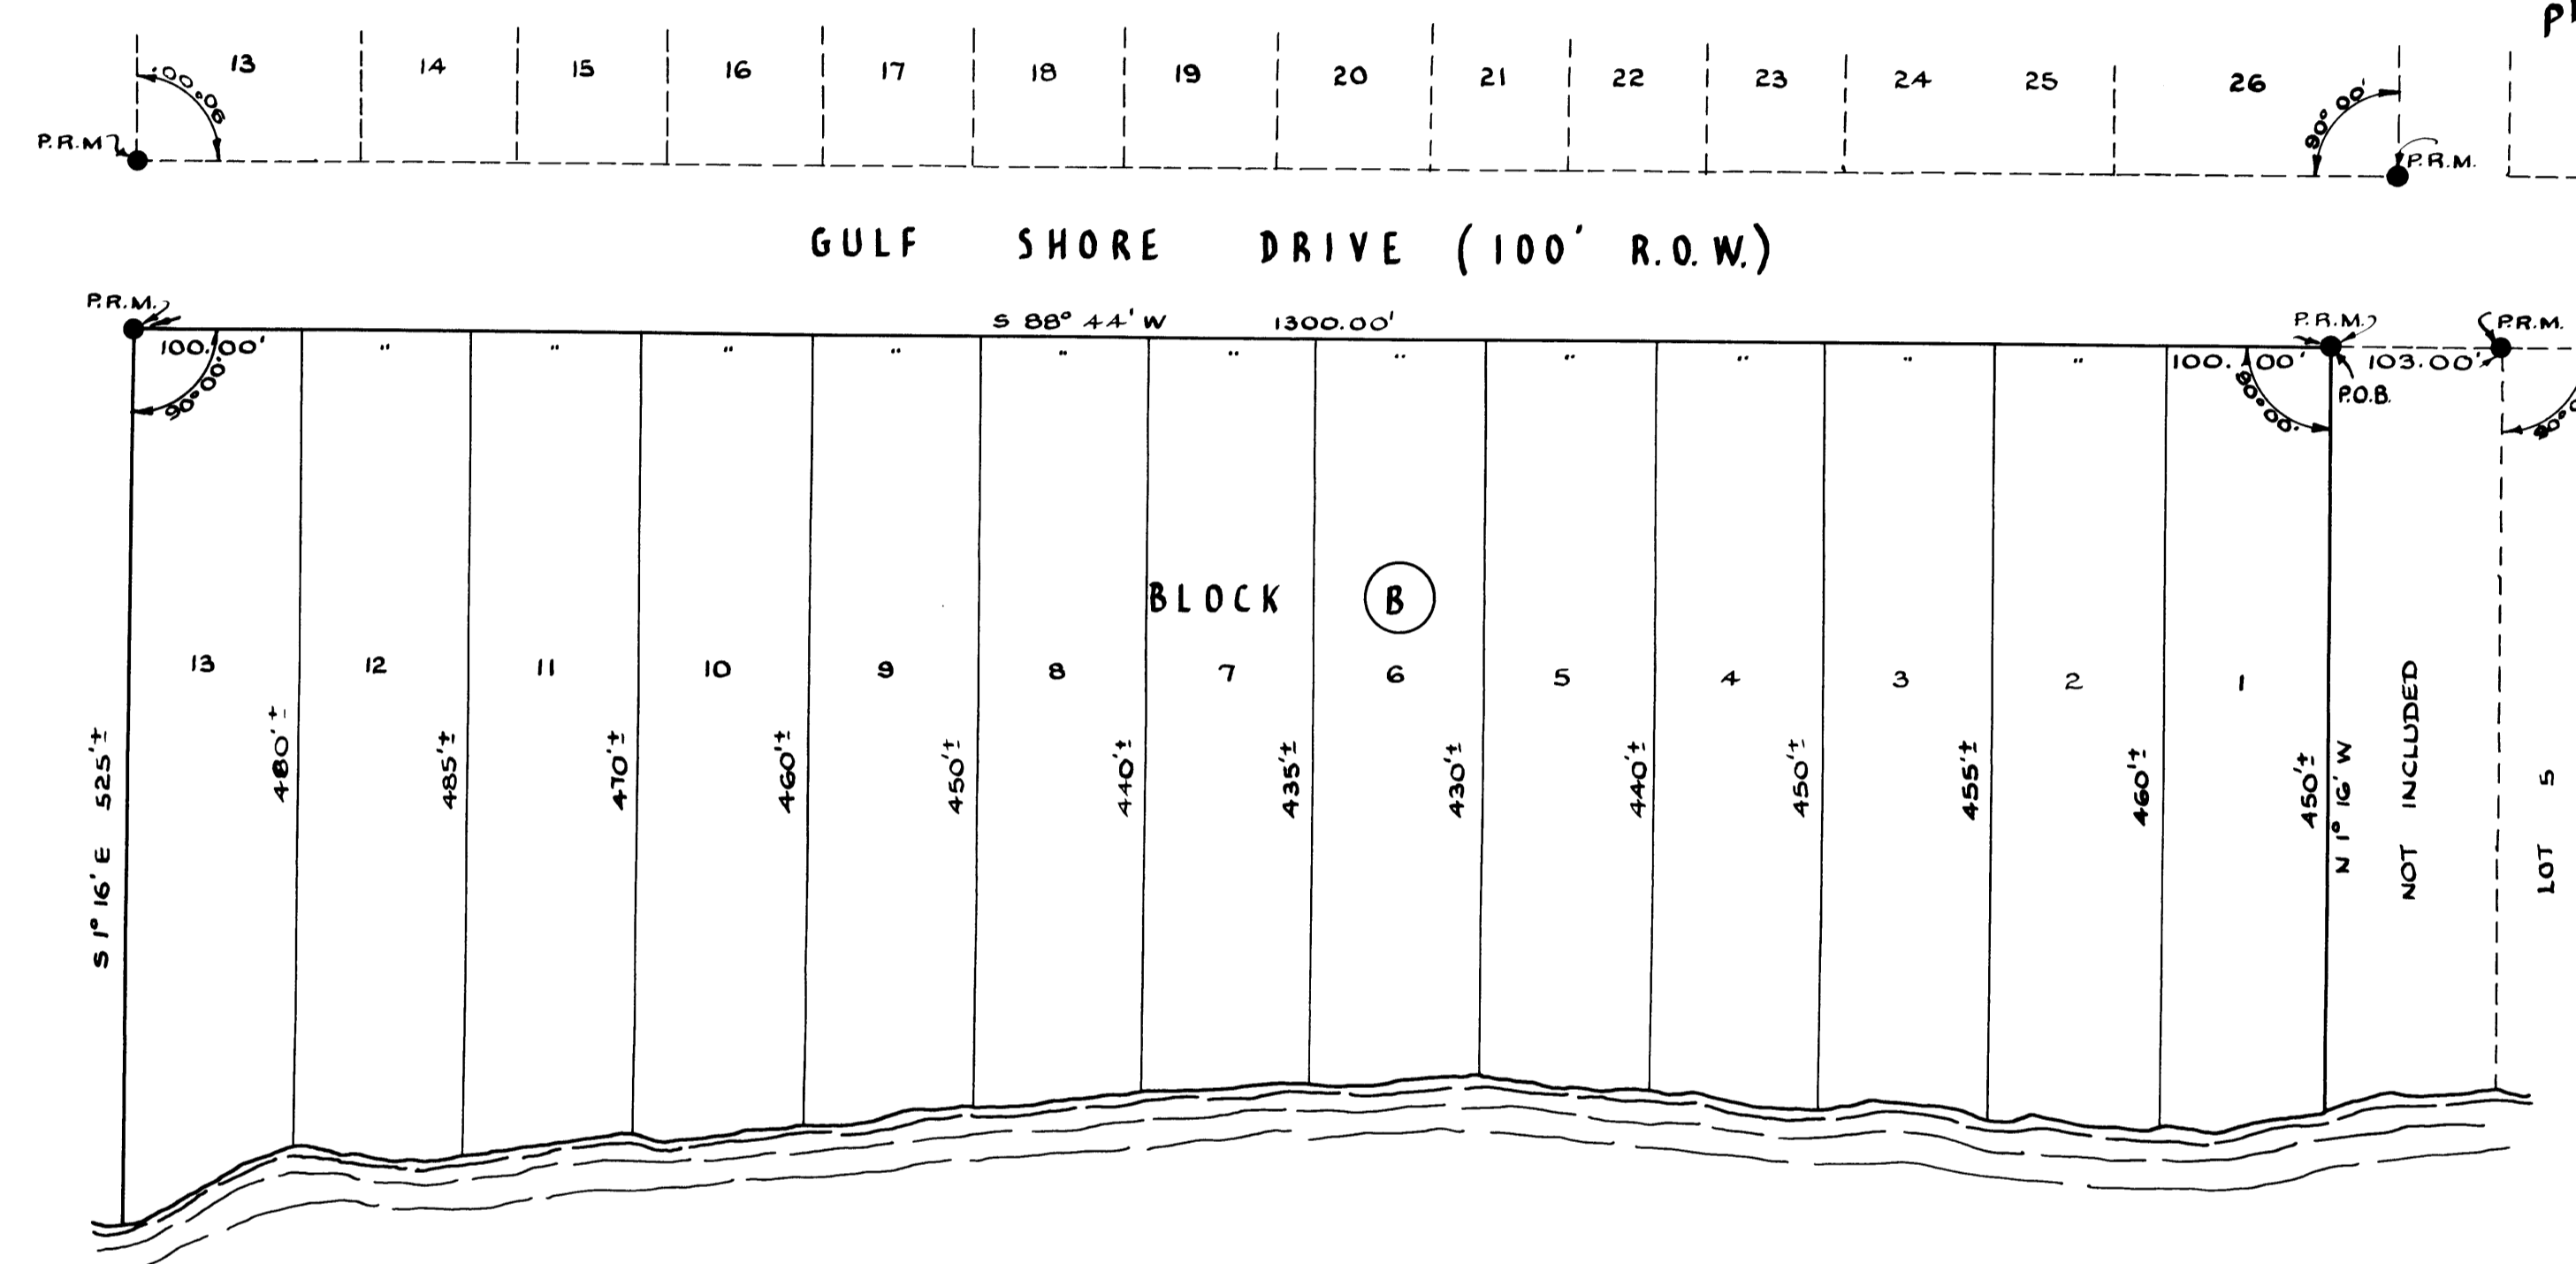 P
13 14 15 16 17 18 19 20 21 22 23 24 25 26
90°00' 90° 00'
P.R.M P.R.M.
GULF SHORE DRIVE (100' R.O.W.)
P.R.M. S 88° 44' W 1300.00' P.R.M. P.R.M.
100.00' " " " " " " " " " " " 100.00' 103.00'
90°00' 90°00' P.O.B.
BLOCK B
13 12 11 10 9 8 7 6 5 4 3 2 1
S 1° 16' E 525'±
480'±
485'±
470'±
460'±
450'±
440'±
435'±
430'±
440'±
450'±
455'±
460'±
450'±
N 1° 16' W
NOT INCLUDED
LOT 5